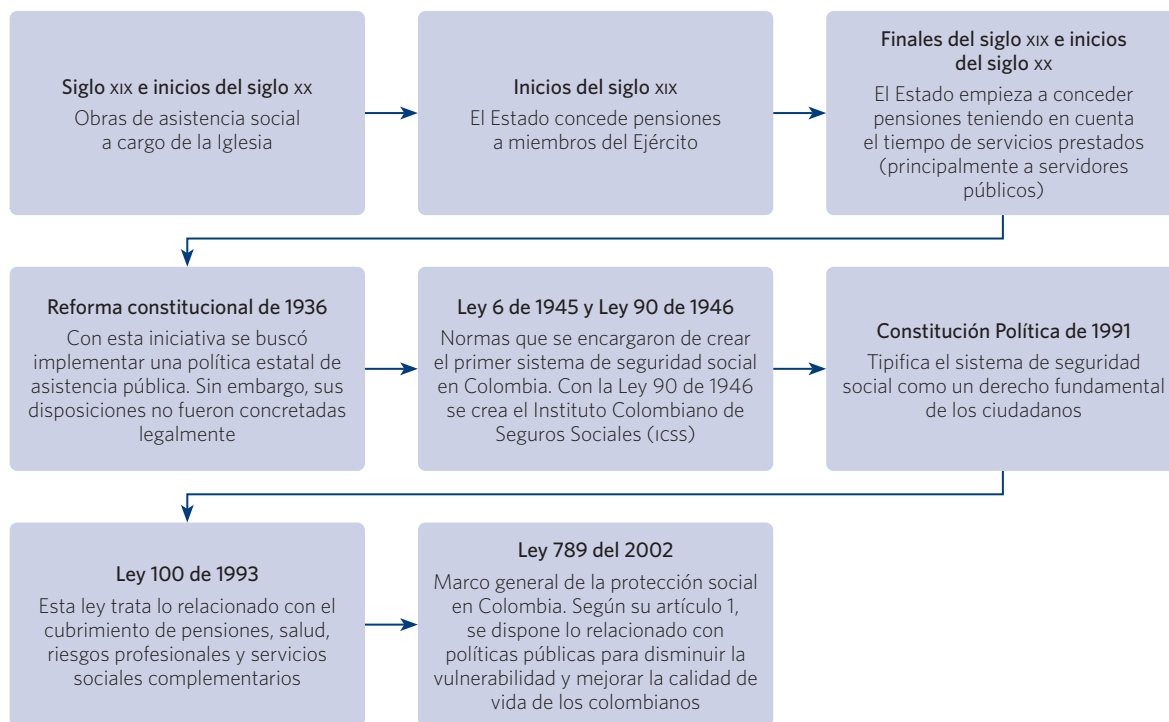 Siglo XIX e inicios del siglo XX
Obras de asistencia social
a cargo de la Iglesia
Inicios del siglo XIX
El Estado concede pensiones
a miembros del Ejército
Finales del siglo XIX e inicios
del siglo XX
El Estado empieza a conceder
pensiones teniendo en cuenta
el tiempo de servicios prestados
(principalmente a servidores
públicos)
Reforma constitucional de 1936
Con esta iniciativa se buscó
implementar una política estatal de
asistencia pública. Sin embargo, sus
disposiciones no fueron concretadas
legalmente
Ley 6 de 1945 y Ley 90 de 1946
Normas que se encargaron de crear
el primer sistema de seguridad social
en Colombia. Con la Ley 90 de 1946
se crea el Instituto Colombiano de
Seguros Sociales (ICSS)
Constitución Política de 1991
Tipifica el sistema de seguridad
social como un derecho fundamental
de los ciudadanos
Ley 100 de 1993
Esta ley trata lo relacionado con el
cubrimiento de pensiones, salud,
riesgos profesionales y servicios
sociales complementarios
Ley 789 del 2002
Marco general de la protección social
en Colombia. Según su artículo 1,
se dispone lo relacionado con
políticas públicas para disminuir la
vulnerabilidad y mejorar la calidad de
vida de los colombianos